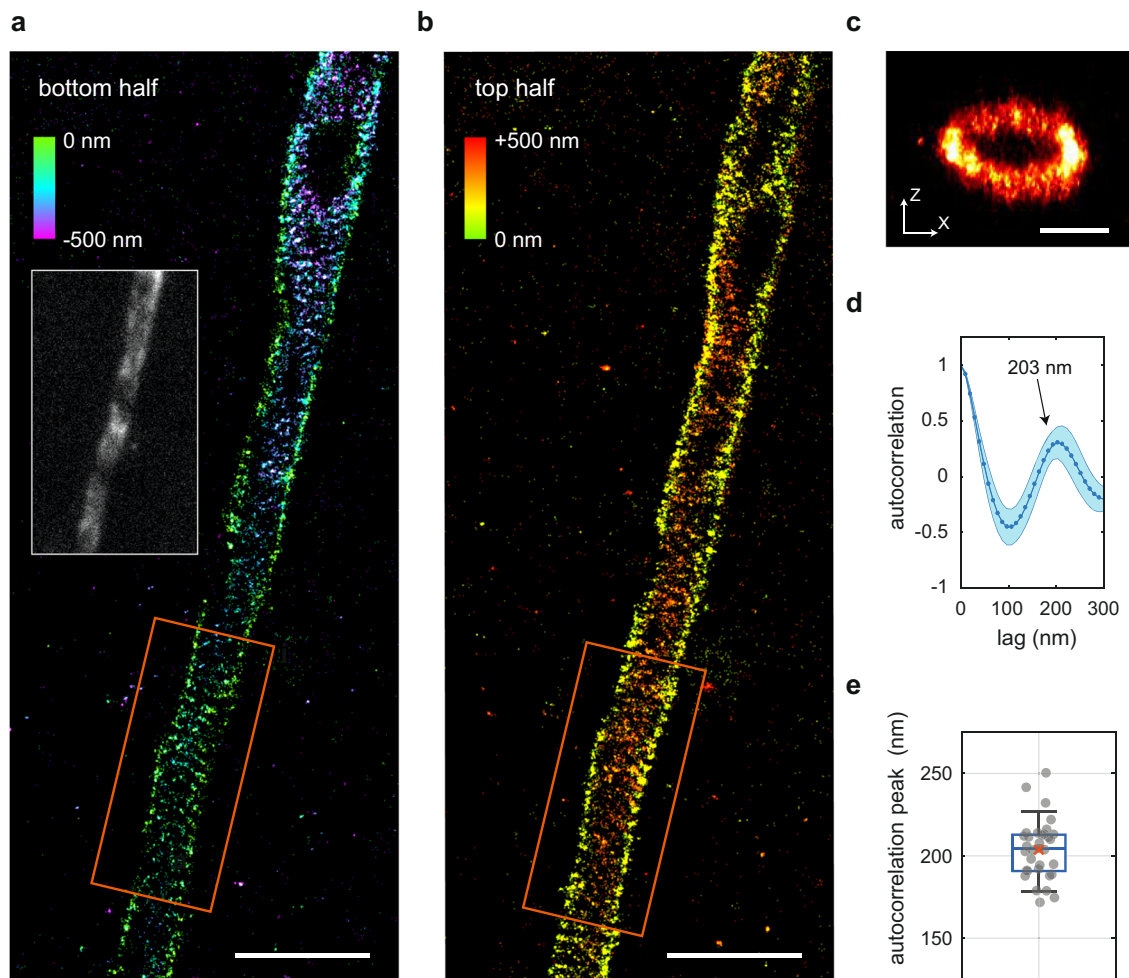 a
bottom half
0 nm
-500 nm
b
top half
+500 nm
0 nm
c
Z
X
d
203 nm
autocorrelation
1
0.5
0
-0.5
-1
0
100
200
300
lag (nm)
e
autocorrelation peak (nm)
250
200
150